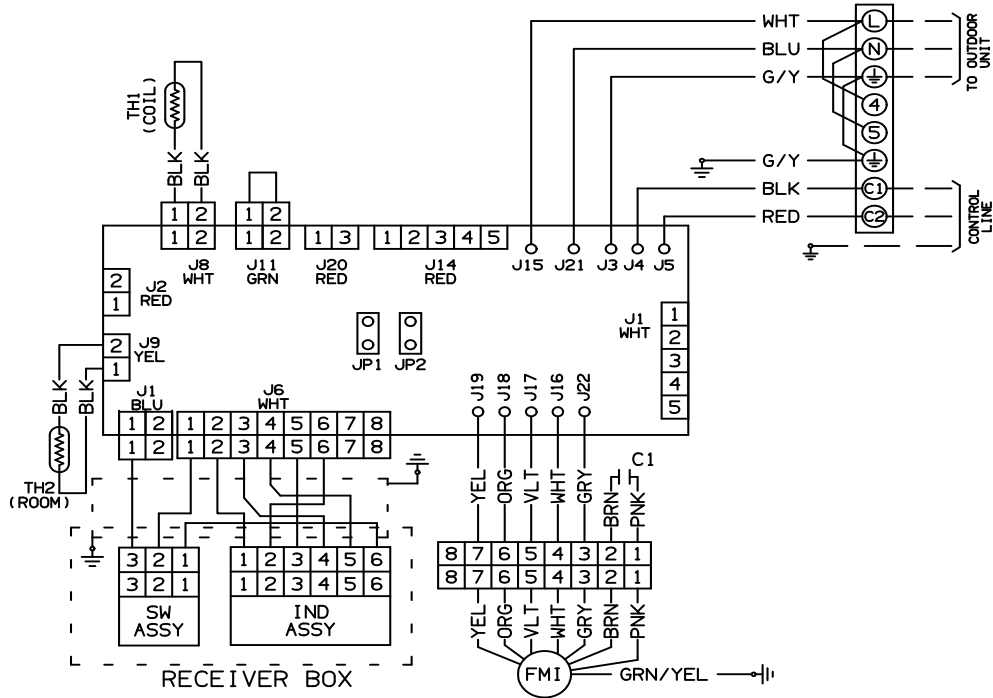 WHT L
BLU N
G/Y
4
5
G/Y
BLK C1
RED C2
TO OUTDOOR
UNIT
CONTROL
LINE
TH1
(COIL)
BLK BLK
1 2 1 2
1 2 1 2 1 3 1 2 3 4 5
J8 J11 J20 J14 J15 J21 J3 J4 J5
WHT GRN RED RED
2 J2
1 RED
2 J9
1 YEL
JP1 JP2
J1
WHT
1
2
3
4
5
BLK BLK
TH2
(ROOM)
J1 J6
BLU WHT
1 2 1 2 3 4 5 6 7 8
1 2 1 2 3 4 5 6 7 8
J19 J18 J17 J16 J22
YEL ORG VLT WHT GRY BRN PNK
C1
3 2 1 1 2 3 4 5 6
3 2 1 1 2 3 4 5 6
SW
ASSY
IND
ASSY
RECEIVER BOX
8 7 6 5 4 3 2 1
8 7 6 5 4 3 2 1
YEL ORG VLT WHT GRY BRN PNK
FMI GRN/YEL